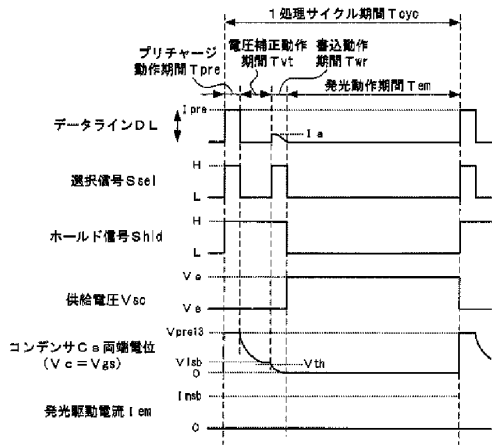 1処理サイクル期間Tcyc
プリチャージ
動作期間Tpre
電圧補正動作
期間Tvt
書込動作
期間Twr
発光動作期間Tem
Ipre
データラインDL
Ia
選択信号Ssel
H
L
ホールド信号Shld
H
L
供給電圧Vsc
Ve
コンデンサCs両端電位
(Vc=Vgs)
Vpre13
Vlsb
Vth
0
発光駆動電流Iem
Imsb
0